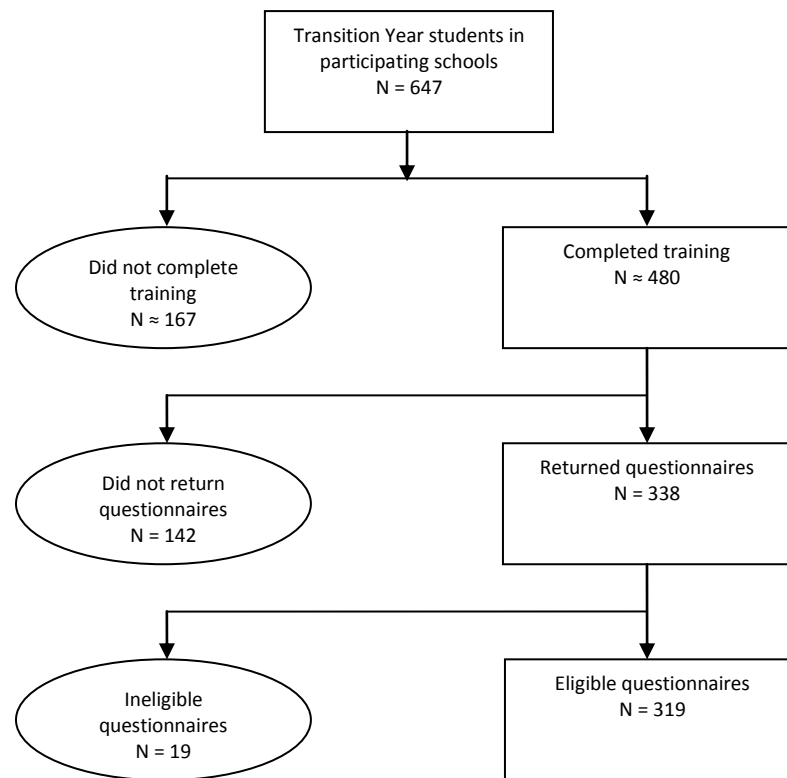 Transition Year students in
participating schools
N = 647
Did not complete
training
N ≈ 167
Completed training
N ≈ 480
Did not return
questionnaires
N = 142
Returned questionnaires
N = 338
Ineligible
questionnaires
N = 19
Eligible questionnaires
N = 319